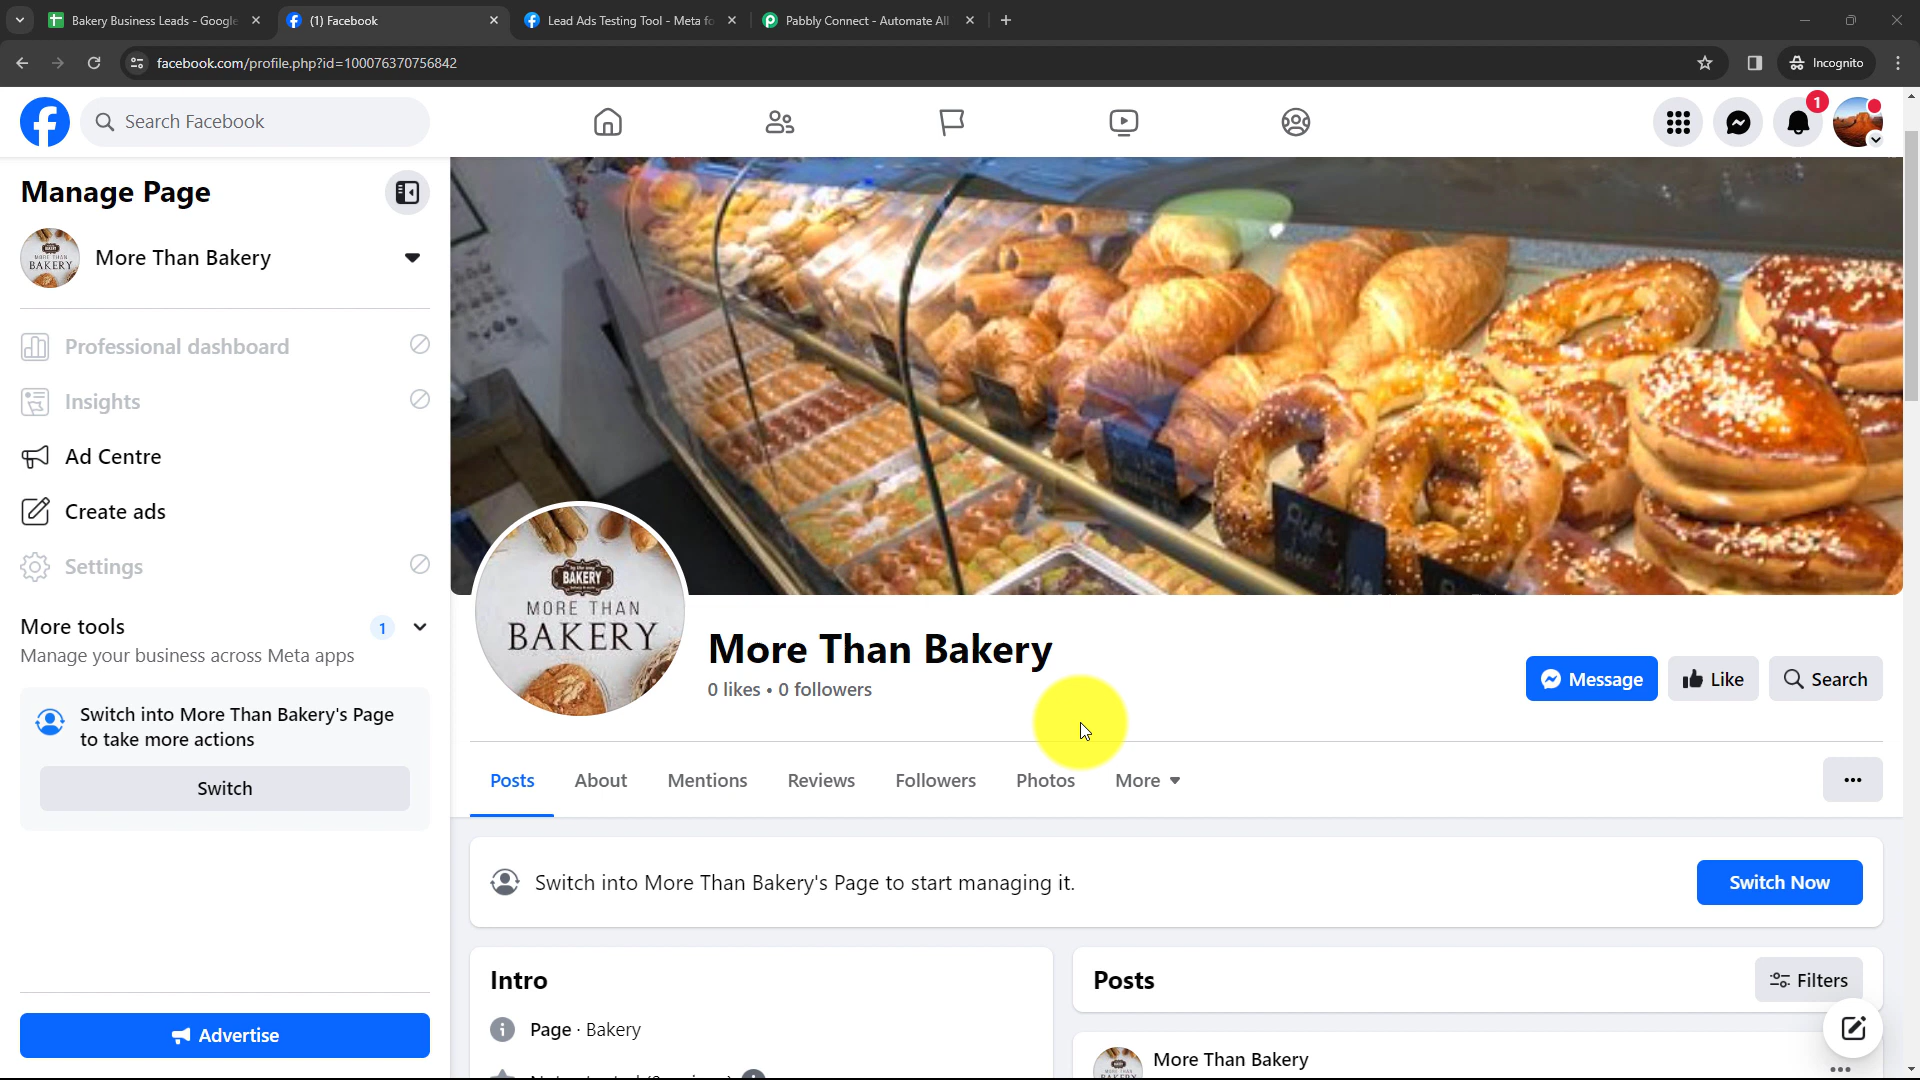 Bakery Business Leads - Google
(1) Facebook
Lead Ads Testing Tool - Meta fo
Pabbly Connect - Automate All
facebook.com/profile.php?id=100076370756842
Incognito
Search Facebook
1
Manage Page
More Than Bakery
Professional dashboard
Insights
Ad Centre
Create ads
Settings
More tools
1
Manage your business across Meta apps
Switch into More Than Bakery's Page
to take more actions
Switch
Advertise
BAKERY
MORE THAN
BAKERY
More Than Bakery
0 likes • 0 followers
Message
Like
Search
Posts
About
Mentions
Reviews
Followers
Photos
More
Switch into More Than Bakery's Page to start managing it.
Switch Now
Intro
Page · Bakery
Posts
Filters
More Than Bakery